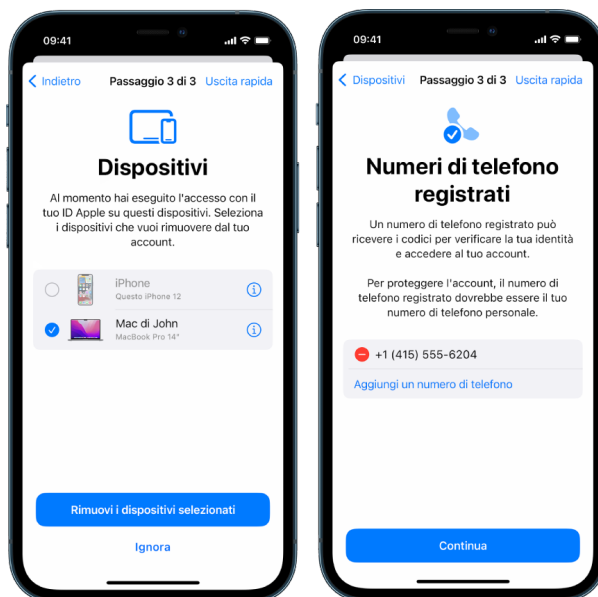 09:41
Indietro Passaggio 3 di 3 Uscita rapida
Dispositivi
Al momento hai eseguito l'accesso con il
tuo ID Apple su questi dispositivi. Seleziona
i dispositivi che vuoi rimuovere dal tuo
account.
iPhone
Questo iPhone 12
Mac di John
MacBook Pro 14"
Rimuovi i dispositivi selezionati
Ignora
09:41
Dispositivi Passaggio 3 di 3 Uscita rapida
Numeri di telefono
registrati
Un numero di telefono registrato può
ricevere i codici per verificare la tua identità
e accedere al tuo account.
Per proteggere l'account, il numero di
telefono registrato dovrebbe essere il tuo
numero di telefono personale.
+1 (415) 555-6204
Aggiungi un numero di telefono
Continua